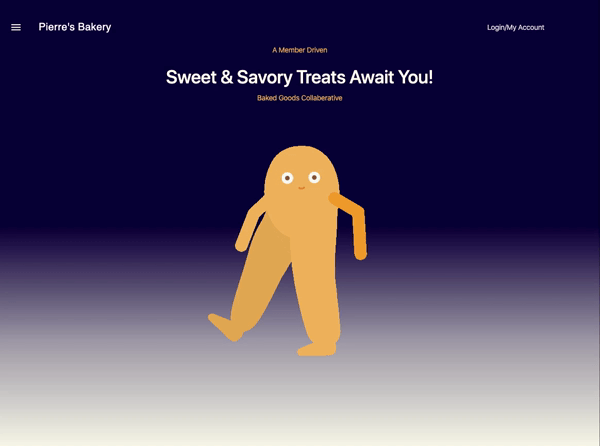 Pierre's Bakery
Login/My Account
A Member Driven
Sweet & Savory Treats Await You!
Baked Goods Collaberative